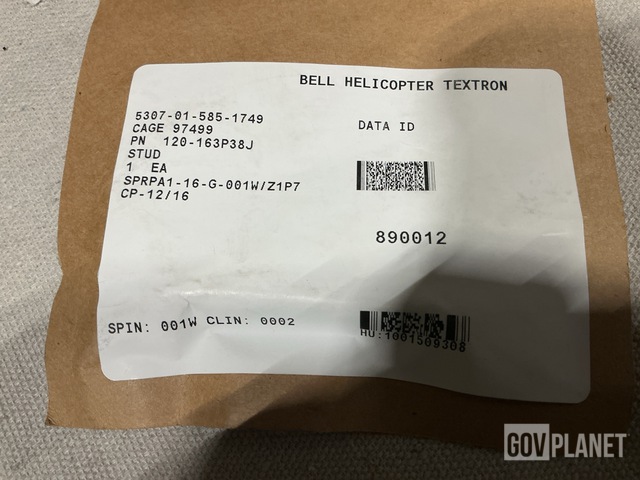 BELL HELICOPTER TEXTRON
5307-01-585-1749
CAGE 97499
PN 120-163P38J
STUD
1 EA
SPRPA1-16-G-001W/Z1P7
CP-12/16
DATA ID
890012
SPIN: 001W CLIN: 0002
HU:1001509308
GOVPLANET